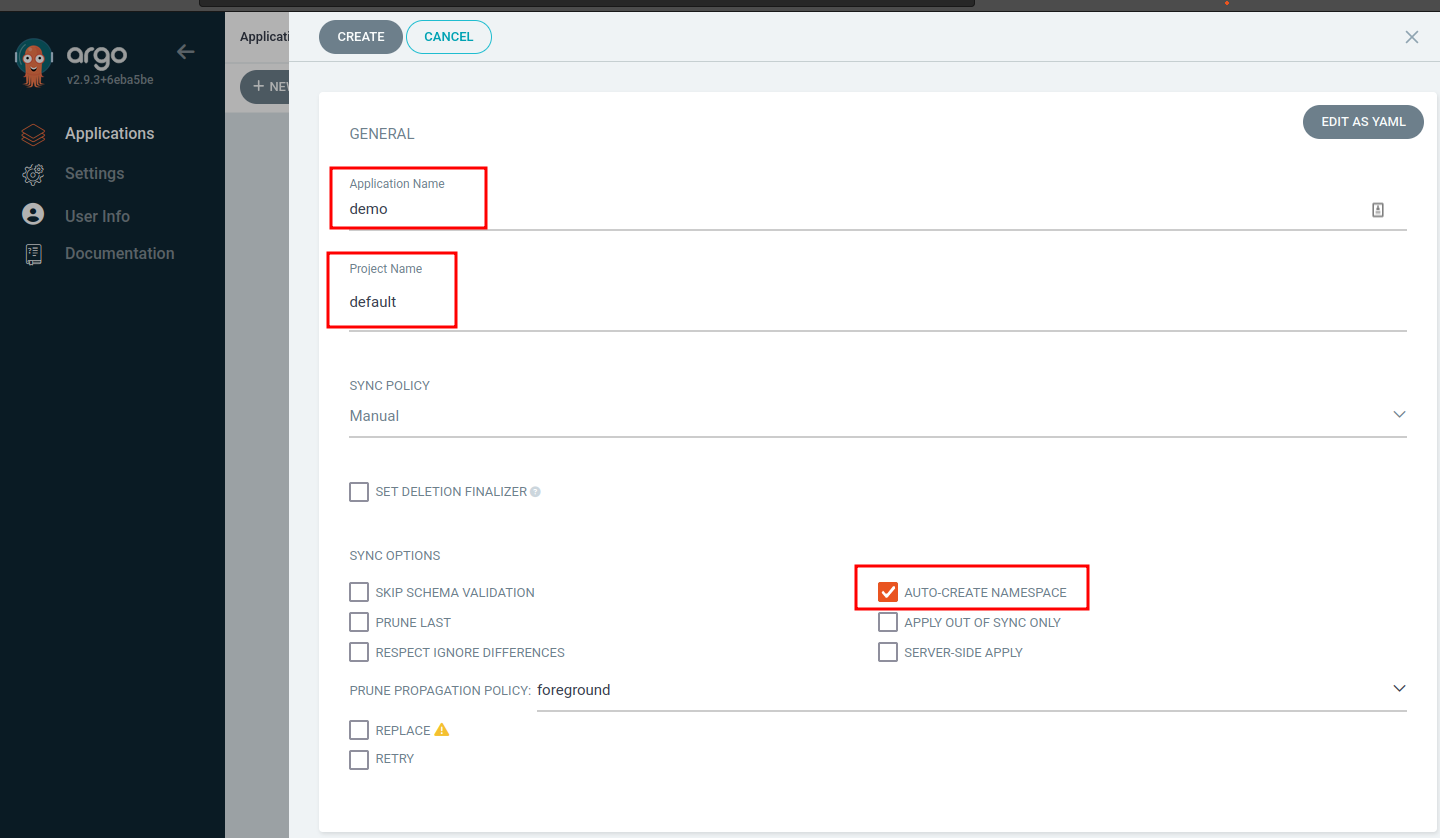 argo
v2.9.3+6eba5be
Applications
Settings
User Info
Documentation
Applicati
+ NEW
CREATE
CANCEL
EDIT AS YAML
GENERAL
Application Name
demo
Project Name
default
SYNC POLICY
Manual
SET DELETION FINALIZER ?
SYNC OPTIONS
SKIP SCHEMA VALIDATION
AUTO-CREATE NAMESPACE
PRUNE LAST
APPLY OUT OF SYNC ONLY
RESPECT IGNORE DIFFERENCES
SERVER-SIDE APPLY
PRUNE PROPAGATION POLICY: foreground
REPLACE
RETRY